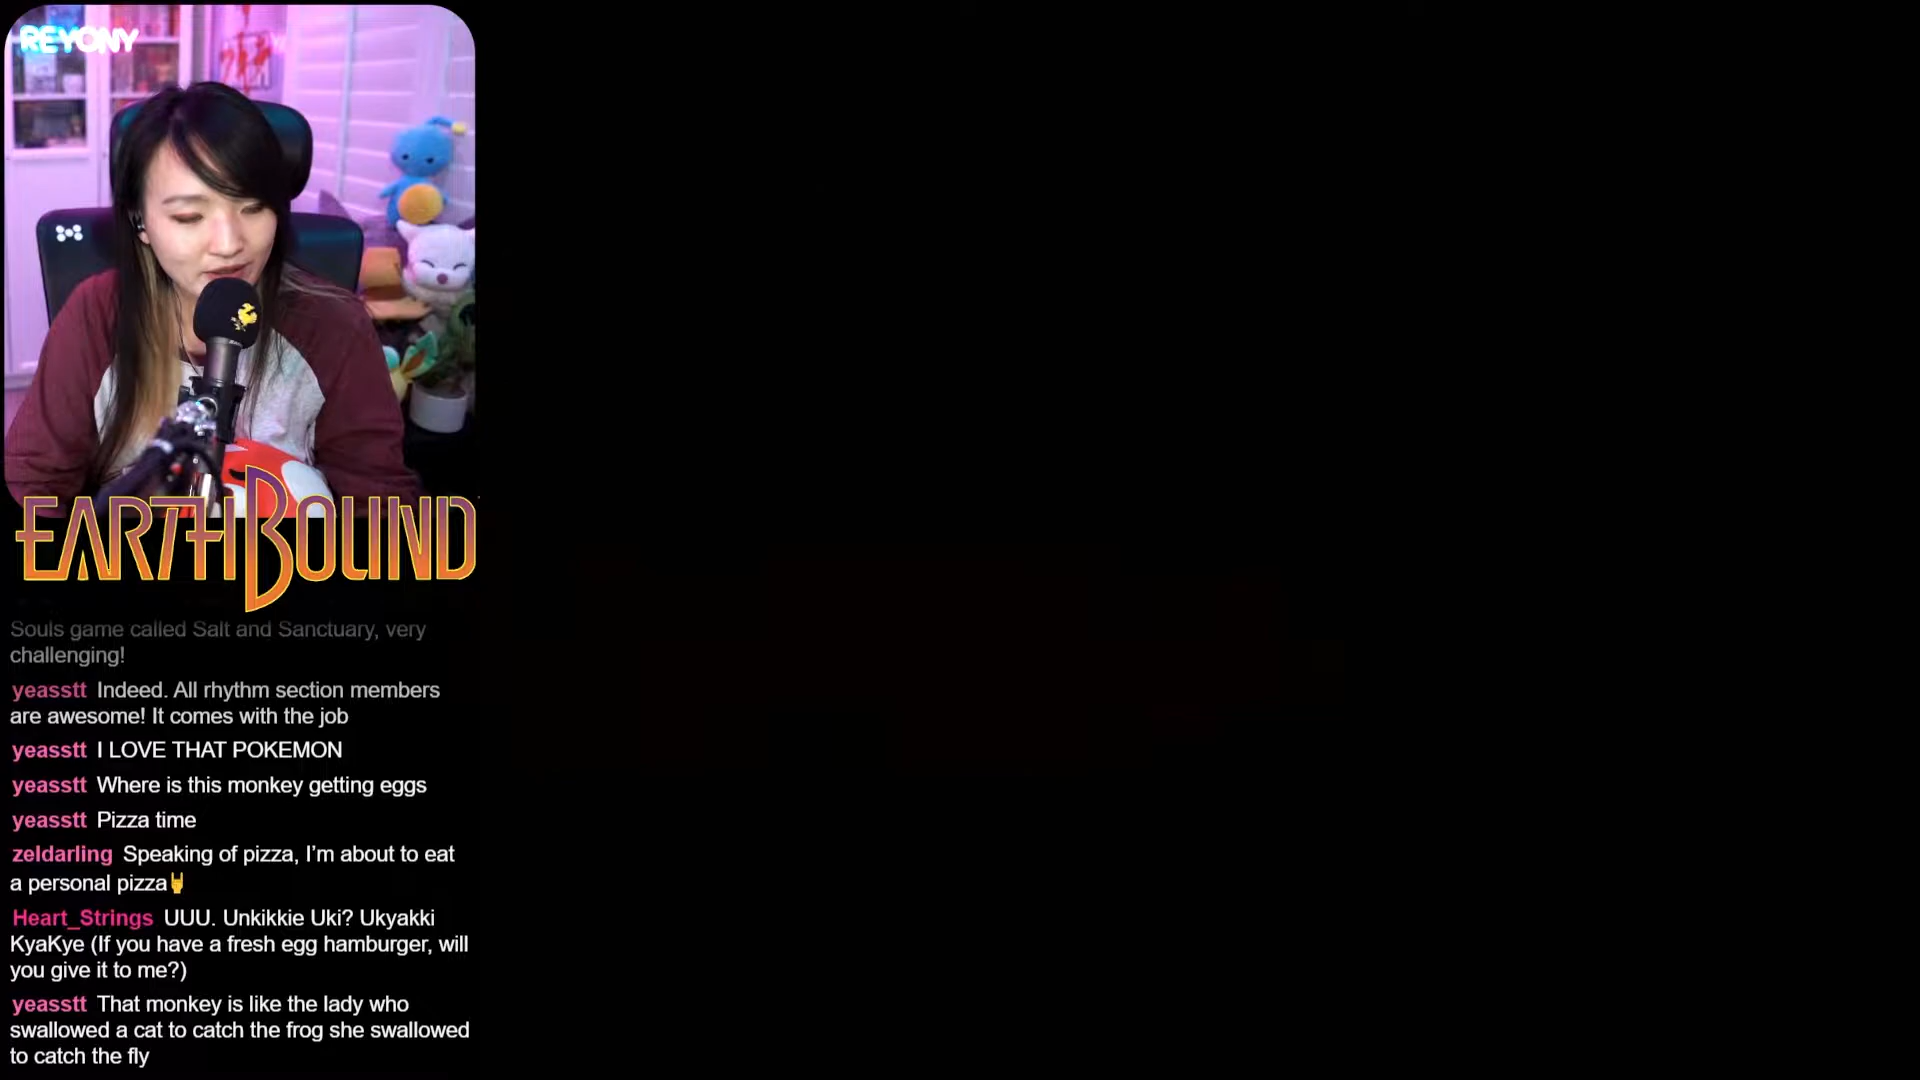 REYONY
EARTHBOUND
Souls game called Salt and Sanctuary, very
challenging!
yeasstt Indeed. All rhythm section members
are awesome! It comes with the job
yeasstt I LOVE THAT POKEMON
yeasstt Where is this monkey getting eggs
yeasstt Pizza time
zeldarling Speaking of pizza, I’m about to eat
a personal pizza🤘
Heart_Strings UUU. Unkikkie Uki? Ukyakki
KyaKye (If you have a fresh egg hamburger, will
you give it to me?)
yeasstt That monkey is like the lady who
swallowed a cat to catch the frog she swallowed
to catch the fly